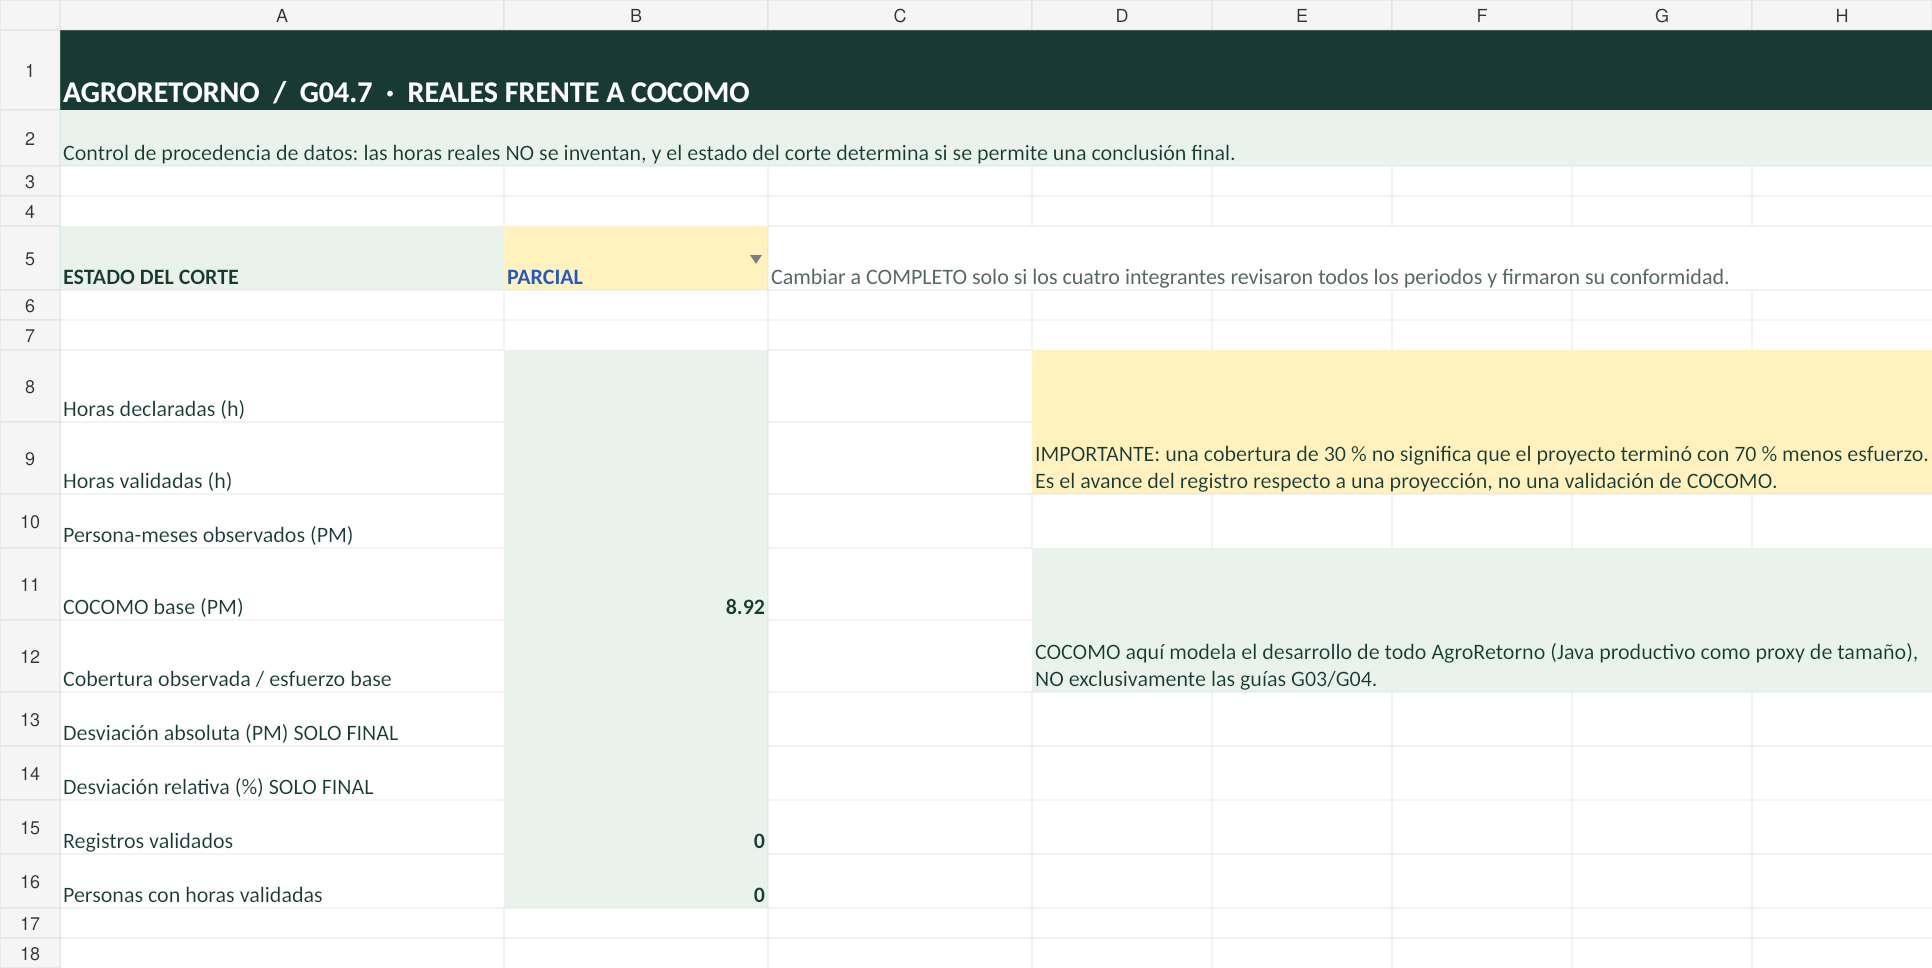 A B C D E F G H
1 AGRORETORNO / G04.7 · REALES FRENTE A COCOMO
2 Control de procedencia de datos: las horas reales NO se inventan, y el estado del corte determina si se permite una conclusión final.
3
4
5 ESTADO DEL CORTE PARCIAL Cambiar a COMPLETO solo si los cuatro integrantes revisaron todos los periodos y firmaron su conformidad.
6
7
8 Horas declaradas (h)
IMPORTANTE: una cobertura de 30 % no significa que el proyecto terminó con 70 % menos esfuerzo.
9 Horas validadas (h) Es el avance del registro respecto a una proyección, no una validación de COCOMO.
10 Persona-meses observados (PM)
11 COCOMO base (PM) 8.92
COCOMO aquí modela el desarrollo de todo AgroRetorno (Java productivo como proxy de tamaño),
12 Cobertura observada / esfuerzo base NO exclusivamente las guías G03/G04.
13 Desviación absoluta (PM) SOLO FINAL
14 Desviación relativa (%) SOLO FINAL
15 Registros validados 0
16 Personas con horas validadas 0
17
18